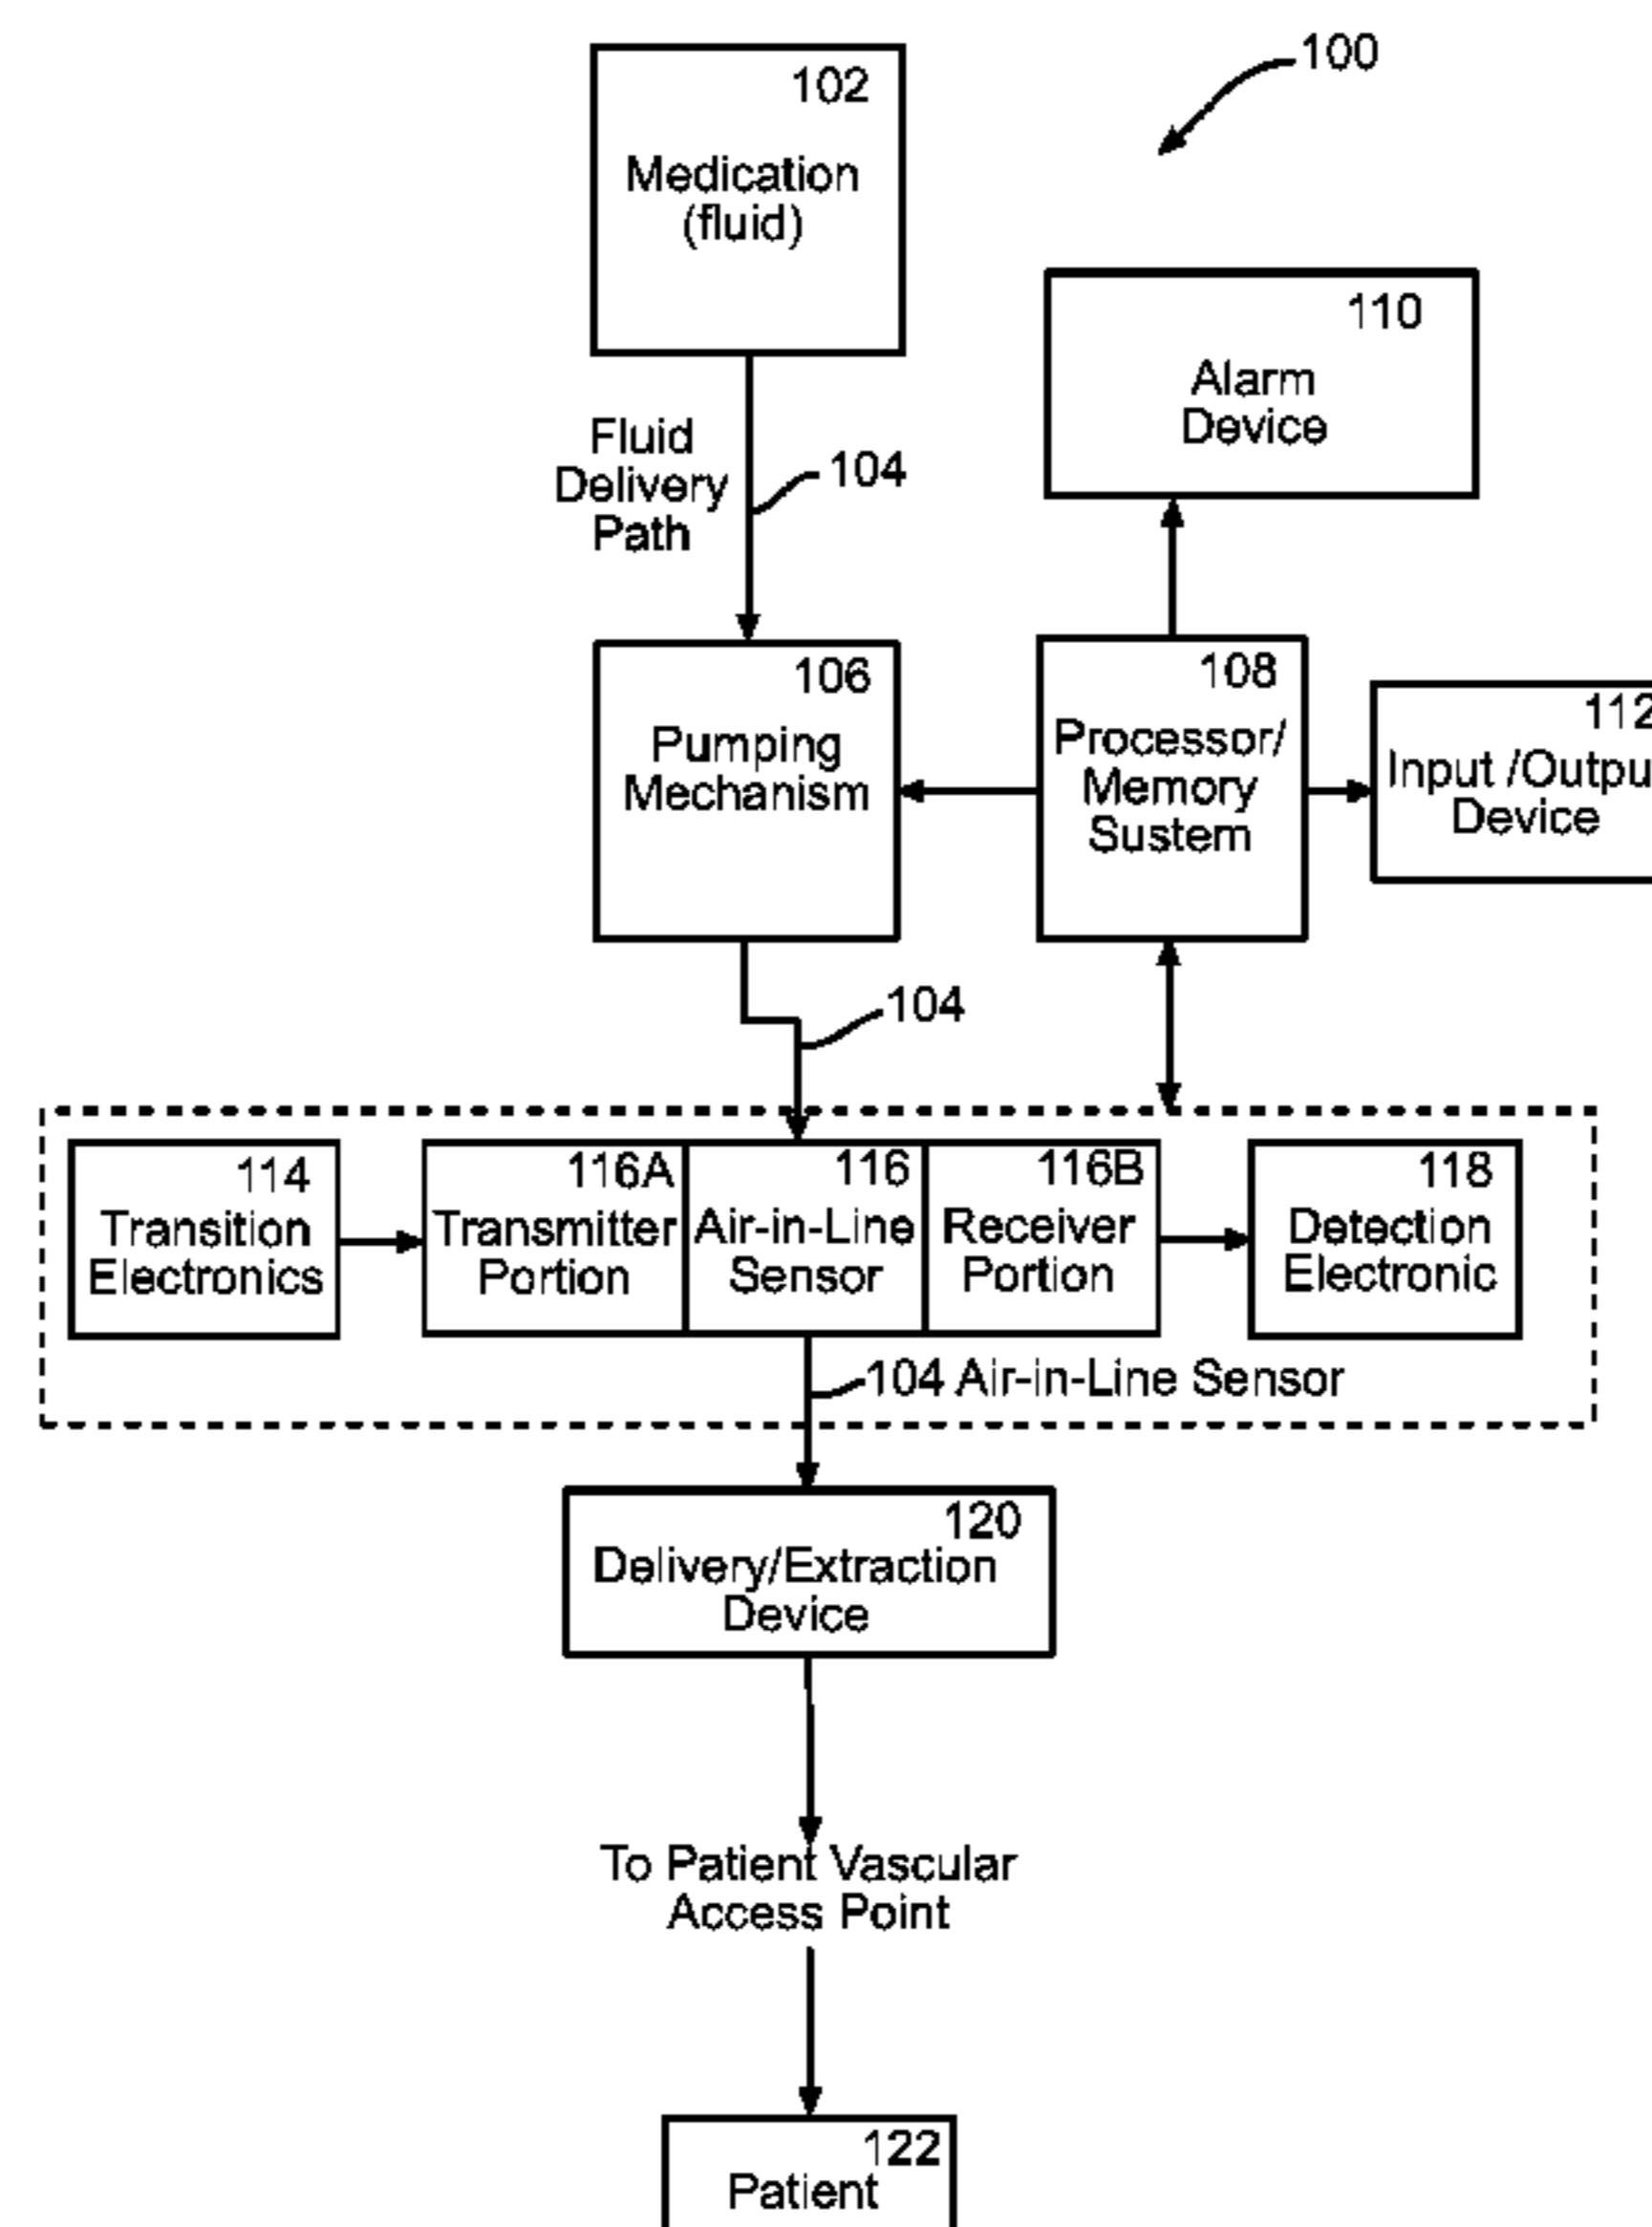 100
102
Medication
(fluid)
110
Alarm
Device
Fluid
Delivery
Path
104
106
Pumping
Mechanism
108
Processor/
Memory
Sustem
112
Input /Outpu
Device
104
114
Transition
Electronics
116A
Transmitter
Portion
116
Air-in-Line
Sensor
116B
Receiver
Portion
118
Detection
Electronic
104 Air-in-Line Sensor
120
Delivery/Extraction
Device
To Patient Vascular
Access Point
122
Patient